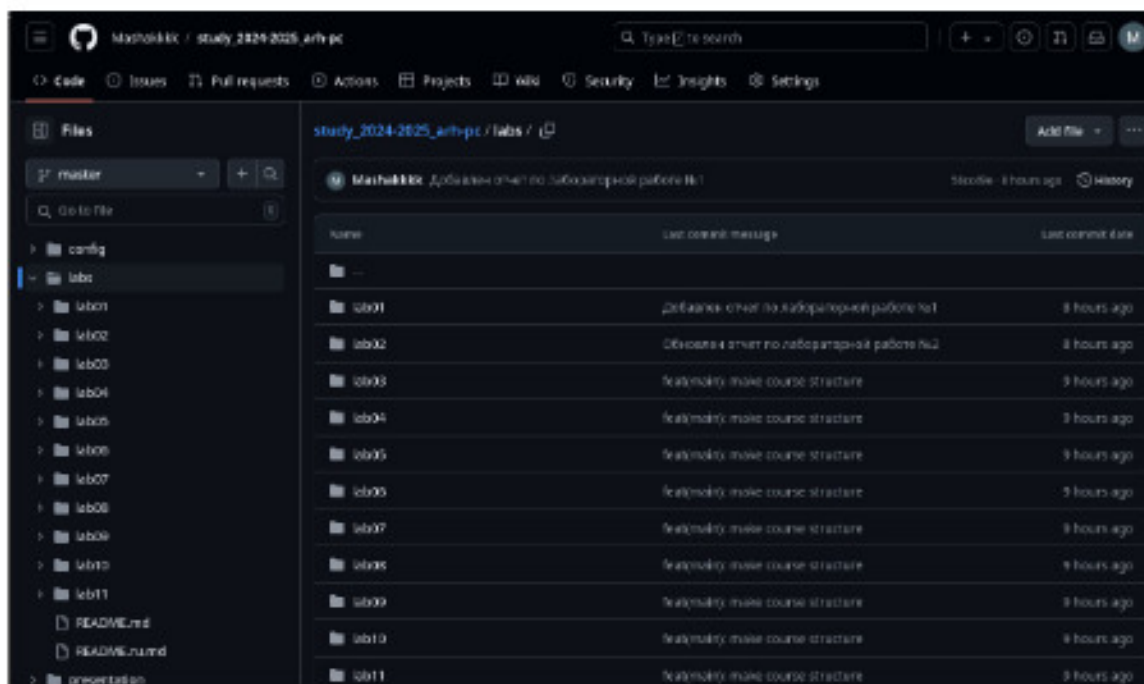 Mashakkkk / study_2024-2025_arh-pc
Type / to search
Code Issues Pull requests Actions Projects Wiki Security Insights Settings
Files
master
Go to file
config
labs
lab01
lab02
lab03
lab04
lab05
lab06
lab07
lab08
lab09
lab10
lab11
README.md
README.ru.md
presentation
study_2024-2025_arh-pc / labs /
Add file
Mashakkkk Добавлен отчет по лабораторной работе №1
hours ago History
Name Last commit message Last commit date
..
lab01 Добавлен отчет по лабораторной работе №1 8 hours ago
lab02 Обновлен отчет по лабораторной работе №2 8 hours ago
lab03 feat(main): make course structure 9 hours ago
lab04 feat(main): make course structure 9 hours ago
lab05 feat(main): make course structure 9 hours ago
lab06 feat(main): make course structure 9 hours ago
lab07 feat(main): make course structure 9 hours ago
lab08 feat(main): make course structure 9 hours ago
lab09 feat(main): make course structure 9 hours ago
lab10 feat(main): make course structure 9 hours ago
lab11 feat(main): make course structure 9 hours ago